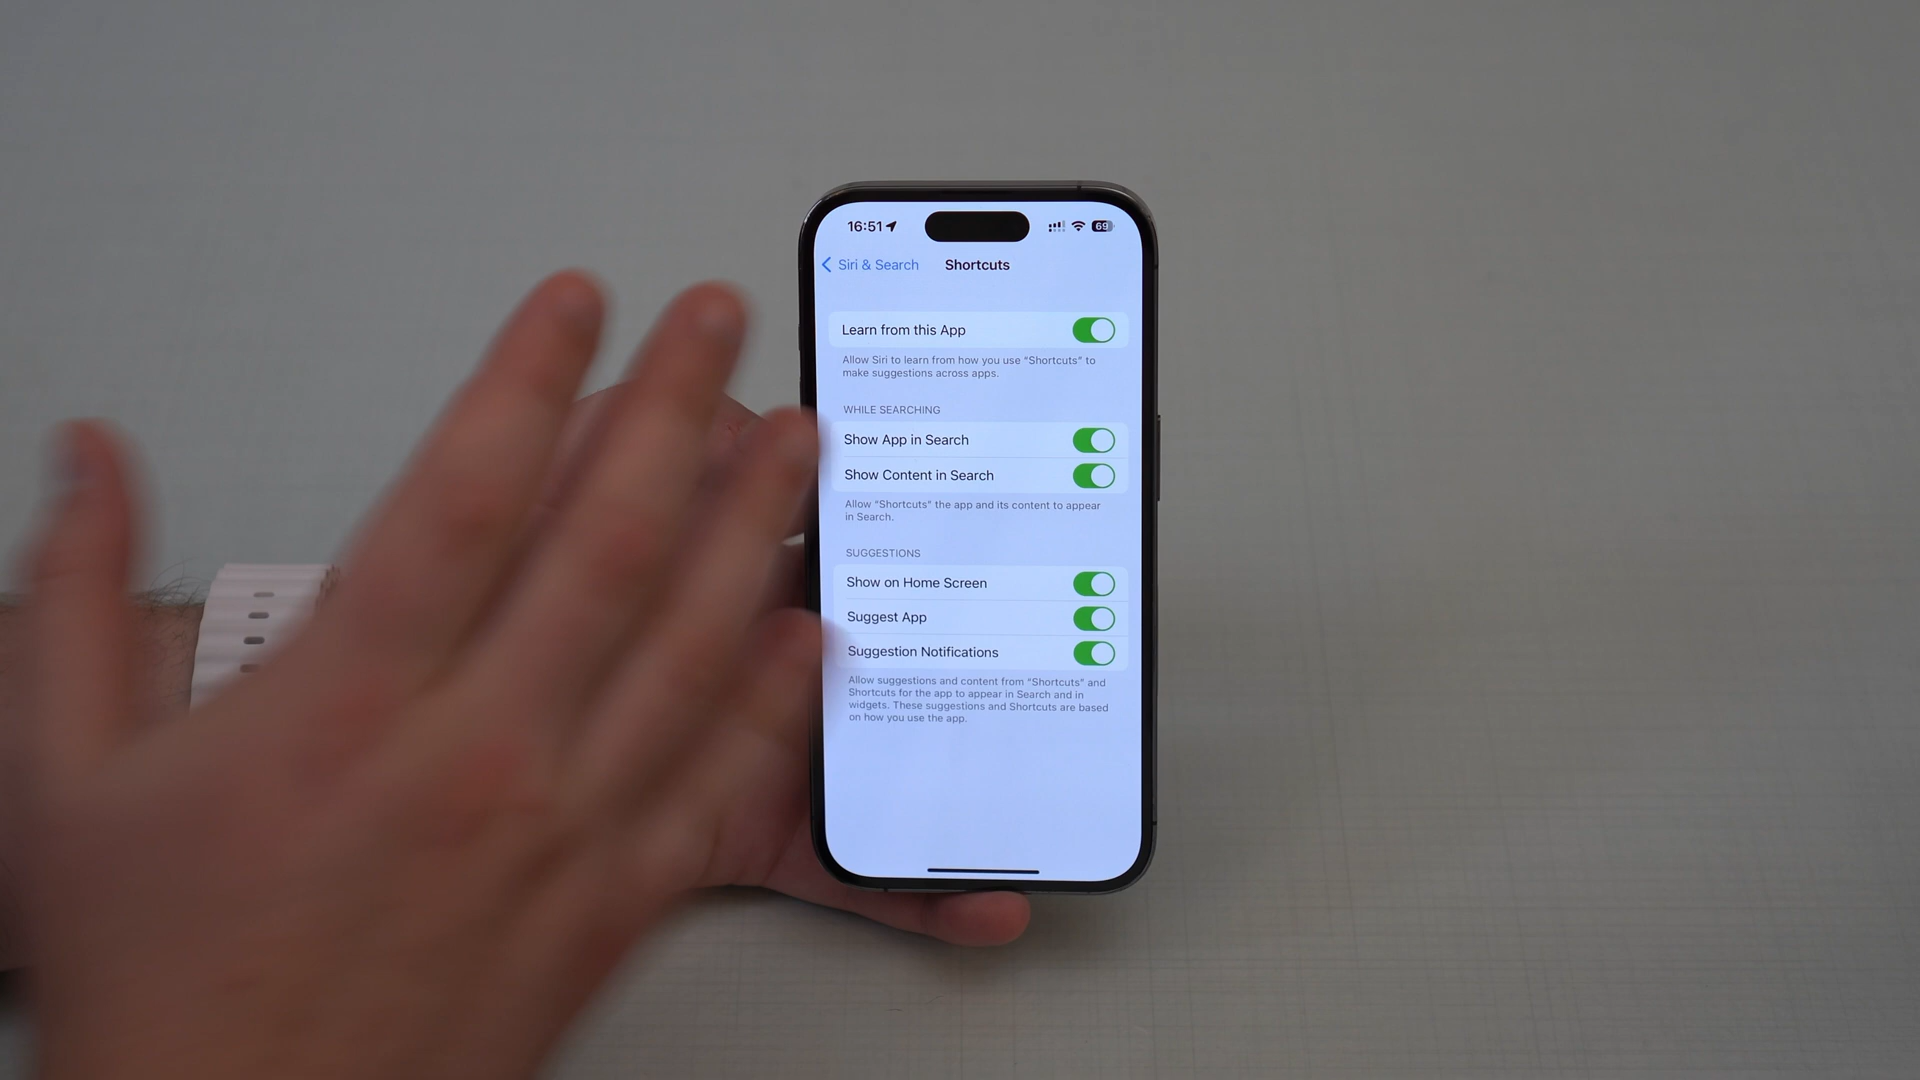 16:51
69
Siri & Search
Shortcuts
Learn from this App
Allow Siri to learn from how you use “Shortcuts” to
make suggestions across apps.
WHILE SEARCHING
Show App in Search
Show Content in Search
Allow “Shortcuts” the app and its content to appear
in Search.
SUGGESTIONS
Show on Home Screen
Suggest App
Suggestion Notifications
Allow suggestions and content from “Shortcuts” and
Shortcuts for the app to appear in Search and in
widgets. These suggestions and Shortcuts are based
on how you use the app.